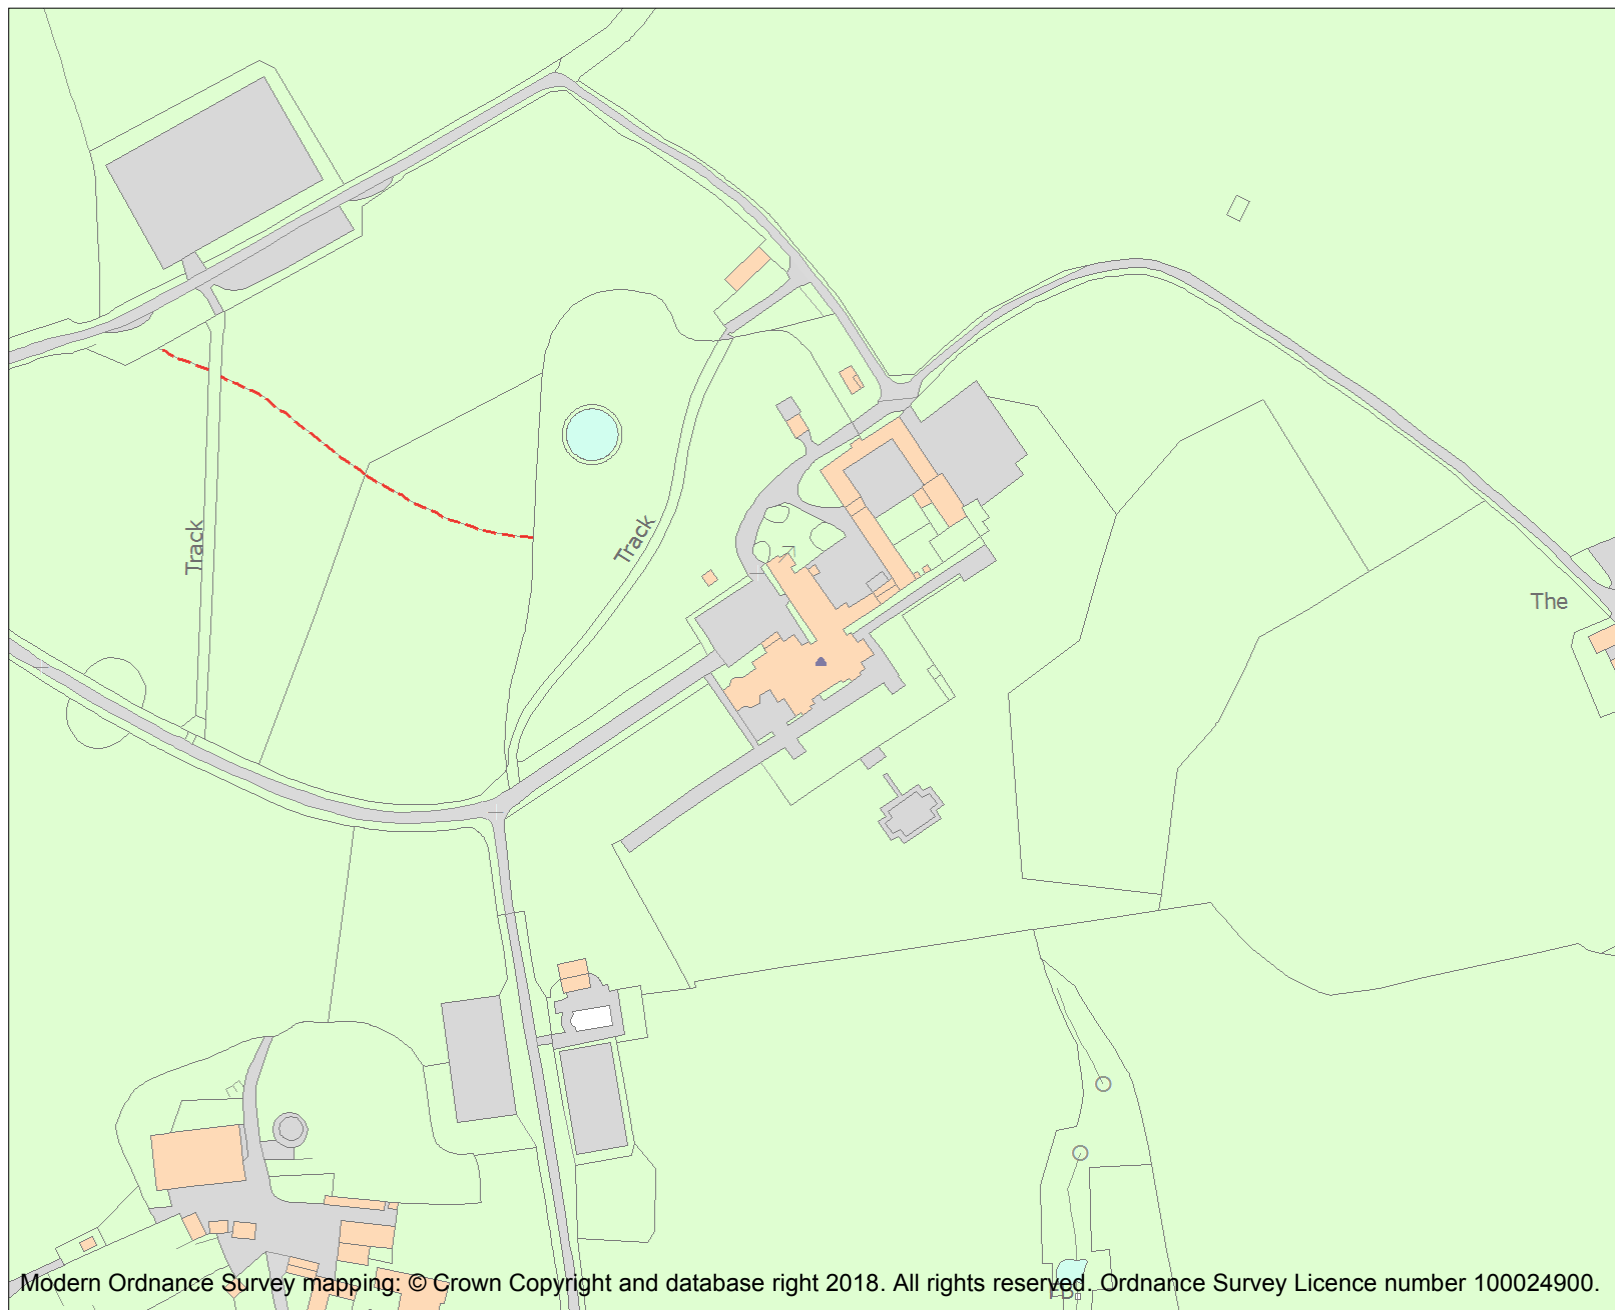 Track
Track
The
Modern Ordnance Survey mapping: © Crown Copyright and database right 2018. All rights reserved. Ordnance Survey Licence number 100024900.